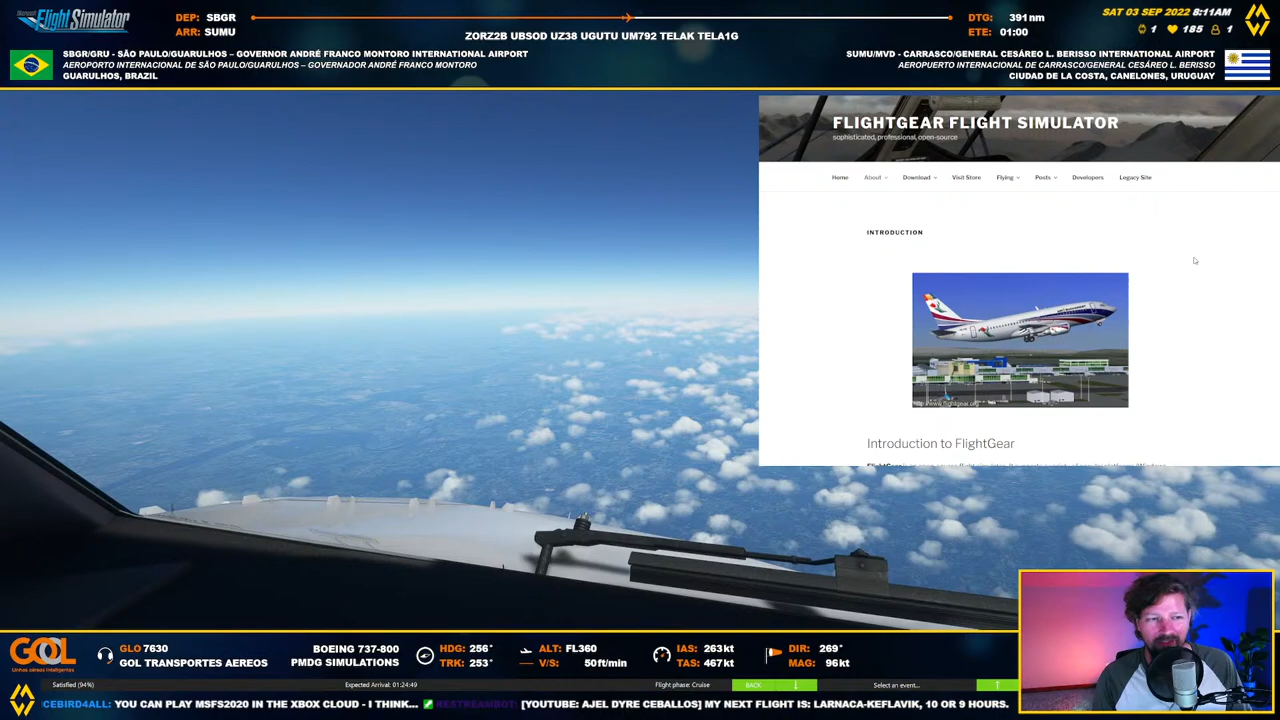 Microsoft
Flight Simulator
DEP: SBGR
ARR: SUMU
ZORZ2B UBSOD UZ38 UGUTU UM792 TELAK TELA1G
DTG: 391nm
ETE: 01:00
SAT 03 SEP 2022 8:11AM
1 185 1
SBGR/GRU - SÃO PAULO/GUARULHOS – GOVERNOR ANDRÉ FRANCO MONTORO INTERNATIONAL AIRPORT
AEROPORTO INTERNACIONAL DE SÃO PAULO/GUARULHOS – GOVERNADOR ANDRÉ FRANCO MONTORO
GUARULHOS, BRAZIL
SUMU/MVD - CARRASCO/GENERAL CESÁREO L. BERISSO INTERNATIONAL AIRPORT
AEROPUERTO INTERNACIONAL DE CARRASCO/GENERAL CESÁREO L. BERISSO
CIUDAD DE LA COSTA, CANELONES, URUGUAY
FLIGHTGEAR FLIGHT SIMULATOR
sophisticated, professional, open-source
Home About Download Visit Store Flying Posts Developers Legacy Site
INTRODUCTION
http://www.flightgear.org
Introduction to FlightGear
GOL
Linhas aéreas inteligentes
GLO 7630
GOL TRANSPORTES AEREOS
BOEING 737-800
PMDG SIMULATIONS
HDG: 256°
ALT: FL360
V/S: 50ft/min
IAS: 263kt
TAS: 467kt
DIR: 269°
MAG: 96kt
Satisfied (94%)
Expected Arrival: 01:24:49
Flight phase: Cruise
BACK
Select an event...
CEBIRD4ALL: YOU CAN PLAY MSFS2020 IN THE XBOX CLOUD - I THINK... RESTREAMBOT: [YOUTUBE: AJEL DYRE CEBALLOS] MY NEXT FLIGHT IS: LARNACA-KEFLAVIK, 10 OR 9 HOURS.